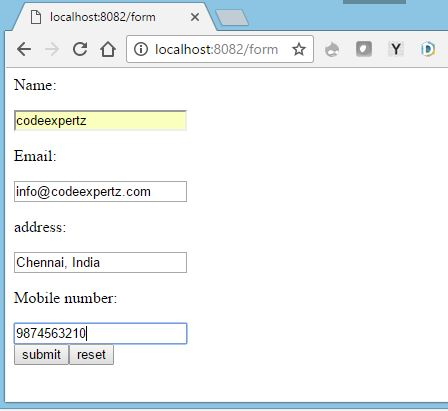 localhost:8082/form
localhost:8082/form
Y
Name:
codeexpertz
Email:
info@codeexpertz.com
address:
Chennai, India
Mobile number:
9874563210
submit reset